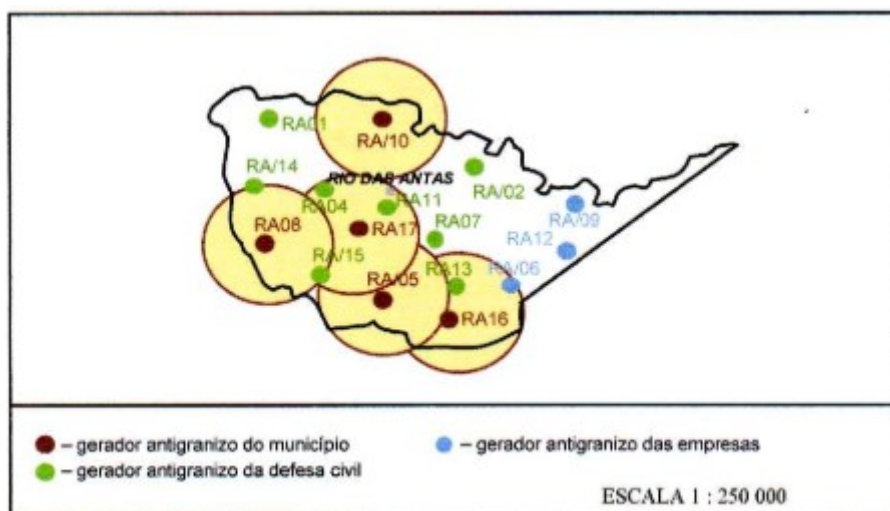 RA01
RA/10
RA/14
RIO DAS ANTAS
RA/02
RA04
RA11
RA/09
RA08
RA17
RA07
RA12
RA/15
RA/05
RA13
RA/06
RA16
– gerador antigranizo do município
– gerador antigranizo das empresas
– gerador antigranizo da defesa civil
ESCALA 1 : 250 000